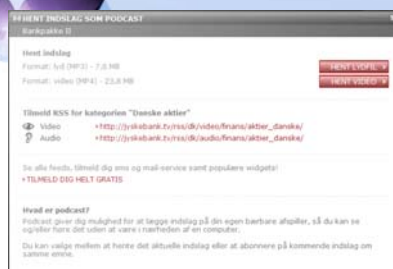 HENT INDSLAG SOM PODCAST
Bankpakke II
Hent indslag
Format: lyd (MP3) - 7,8 MB
HENT LYDFIL
Format: video (MP4) - 23,8 MB
HENT VIDEO
Tilmeld RSS for kategorien "Danske aktier"
Video http://jyskebank.tv/rss/dk/video/finans/aktier_danske/
Audio http://jyskebank.tv/rss/dk/audio/finans/aktier_danske/
Se alle feeds, tilmeld dig sms og mail-service samt populære widgets!
TILMELD DIG HELT GRATIS
Hvad er podcast?
Podcast giver dig mulighed for at lægge indslag på din egen bærbare afspiller, så du kan se
og/eller høre det uden at være i nærheden af en computer.
Du kan vælge mellem at hente det aktuelle indslag eller at abonnere på kommende indslag om
samme emne.